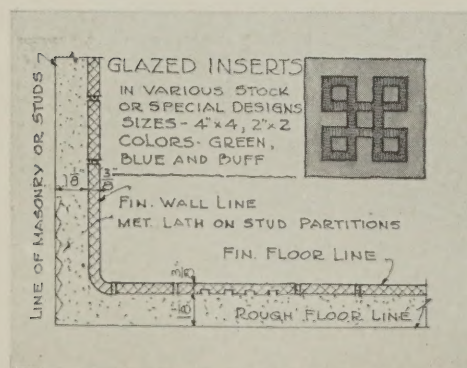 GLAZED INSERTS
IN VARIOUS STOCK
OR SPECIAL DESIGNS
SIZES - 4"x4, 2"x2
COLORS - GREEN,
BLUE AND BUFF
LINE OF MASONRY OR STUDS
FIN. WALL LINE
MET. LATH ON STUD PARTITIONS
FIN. FLOOR LINE
ROUGH FLOOR LINE